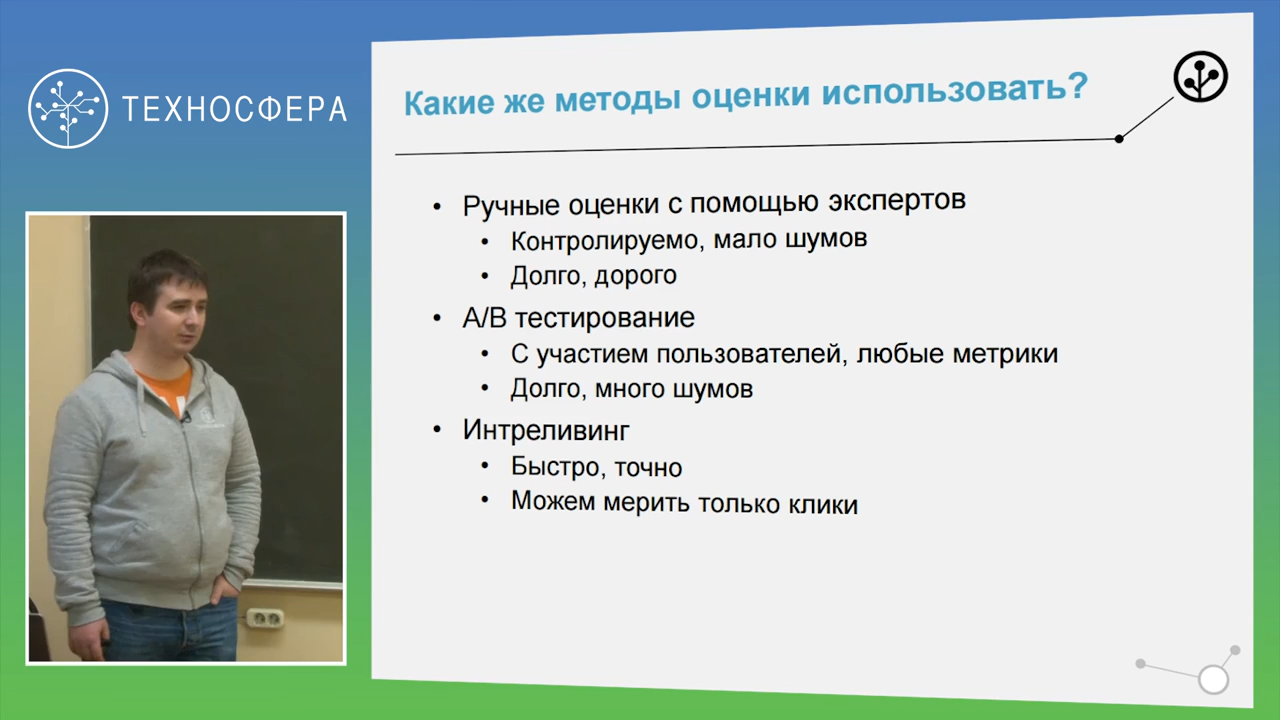 ТЕХНОСФЕРА
Какие же методы оценки использовать?
• Ручные оценки с помощью экспертов
• Контролируемо, мало шумов
• Долго, дорого
• A/B тестирование
• С участием пользователей, любые метрики
• Долго, много шумов
• Интреливинг
• Быстро, точно
• Можем мерить только клики